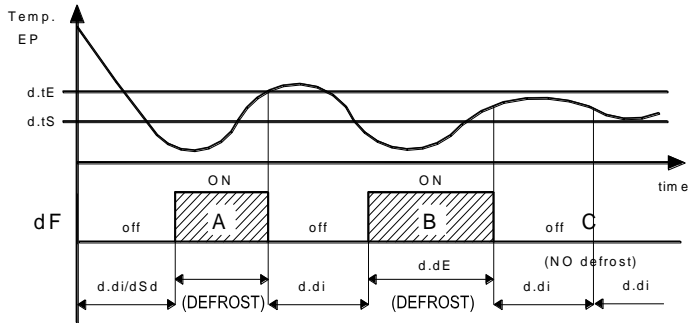 Temp.
EP
d.tE
d.tS
time
ON ON
dF off A off B off C
(NO defrost)
d.dE
d.di/dSd d.di d.di d.di
(DEFROST) (DEFROST)